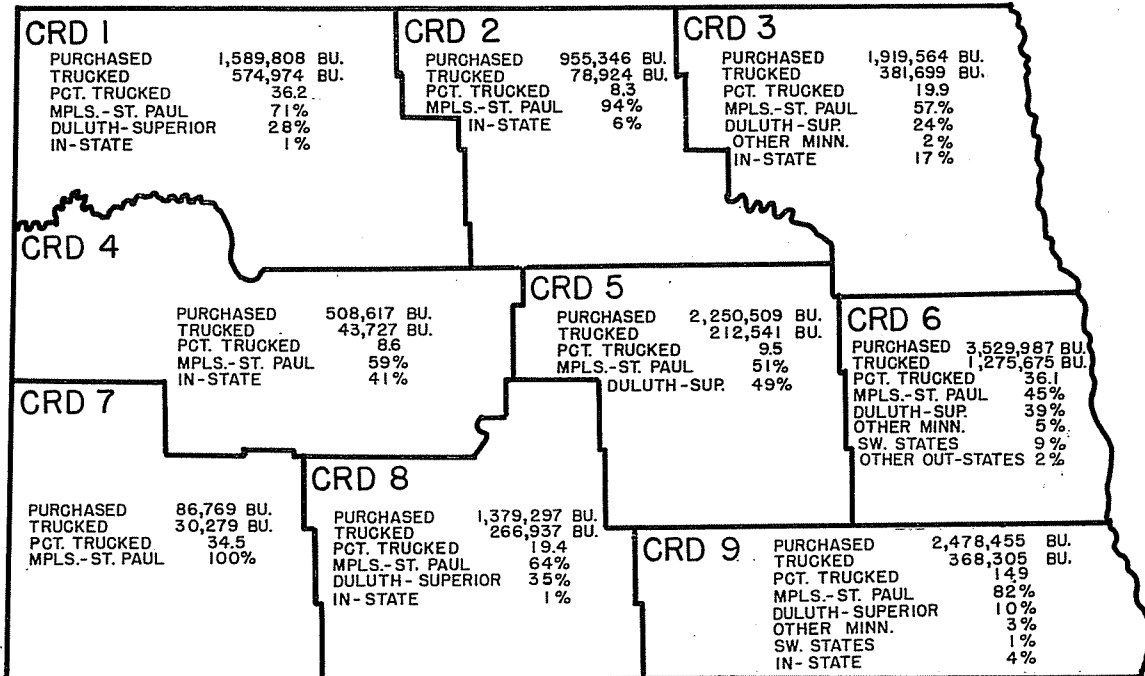 CRD 1
PURCHASED 1,589,808 BU.
TRUCKED 574,974 BU.
PCT. TRUCKED 36.2
MPLS.-ST. PAUL 71%
DULUTH-SUPERIOR 28%
IN-STATE 1%
CRD 2
PURCHASED 955,346 BU.
TRUCKED 78,924 BU.
PCT. TRUCKED 8.3
MPLS.-ST. PAUL 94%
IN-STATE 6%
CRD 3
PURCHASED 1,919,564 BU.
TRUCKED 381,699 BU.
PCT. TRUCKED 19.9
MPLS.-ST. PAUL 57%
DULUTH-SUP. 24%
OTHER MINN. 2%
IN-STATE 17%
CRD 4
PURCHASED 508,617 BU.
TRUCKED 43,727 BU.
PCT. TRUCKED 8.6
MPLS.-ST. PAUL 59%
IN-STATE 41%
CRD 5
PURCHASED 2,250,509 BU.
TRUCKED 212,541 BU.
PCT. TRUCKED 9.5
MPLS.-ST. PAUL 51%
DULUTH-SUP. 49%
CRD 6
PURCHASED 3,529,987 BU.
TRUCKED 1,275,675 BU.
PCT. TRUCKED 36.1
MPLS.-ST. PAUL 45%
DULUTH-SUP. 39%
OTHER MINN. 5%
SW. STATES 9%
OTHER OUT-STATES 2%
CRD 7
PURCHASED 86,769 BU.
TRUCKED 30,279 BU.
PCT. TRUCKED 34.5
MPLS.-ST. PAUL 100%
CRD 8
PURCHASED 1,379,297 BU.
TRUCKED 266,937 BU.
PCT. TRUCKED 19.4
MPLS.-ST. PAUL 64%
DULUTH-SUPERIOR 35%
IN-STATE 1%
CRD 9
PURCHASED 2,478,455 BU.
TRUCKED 368,305 BU.
PCT. TRUCKED 14.9
MPLS.-ST. PAUL 82%
DULUTH-SUPERIOR 10%
OTHER MINN. 3%
SW. STATES 1%
IN-STATE 4%